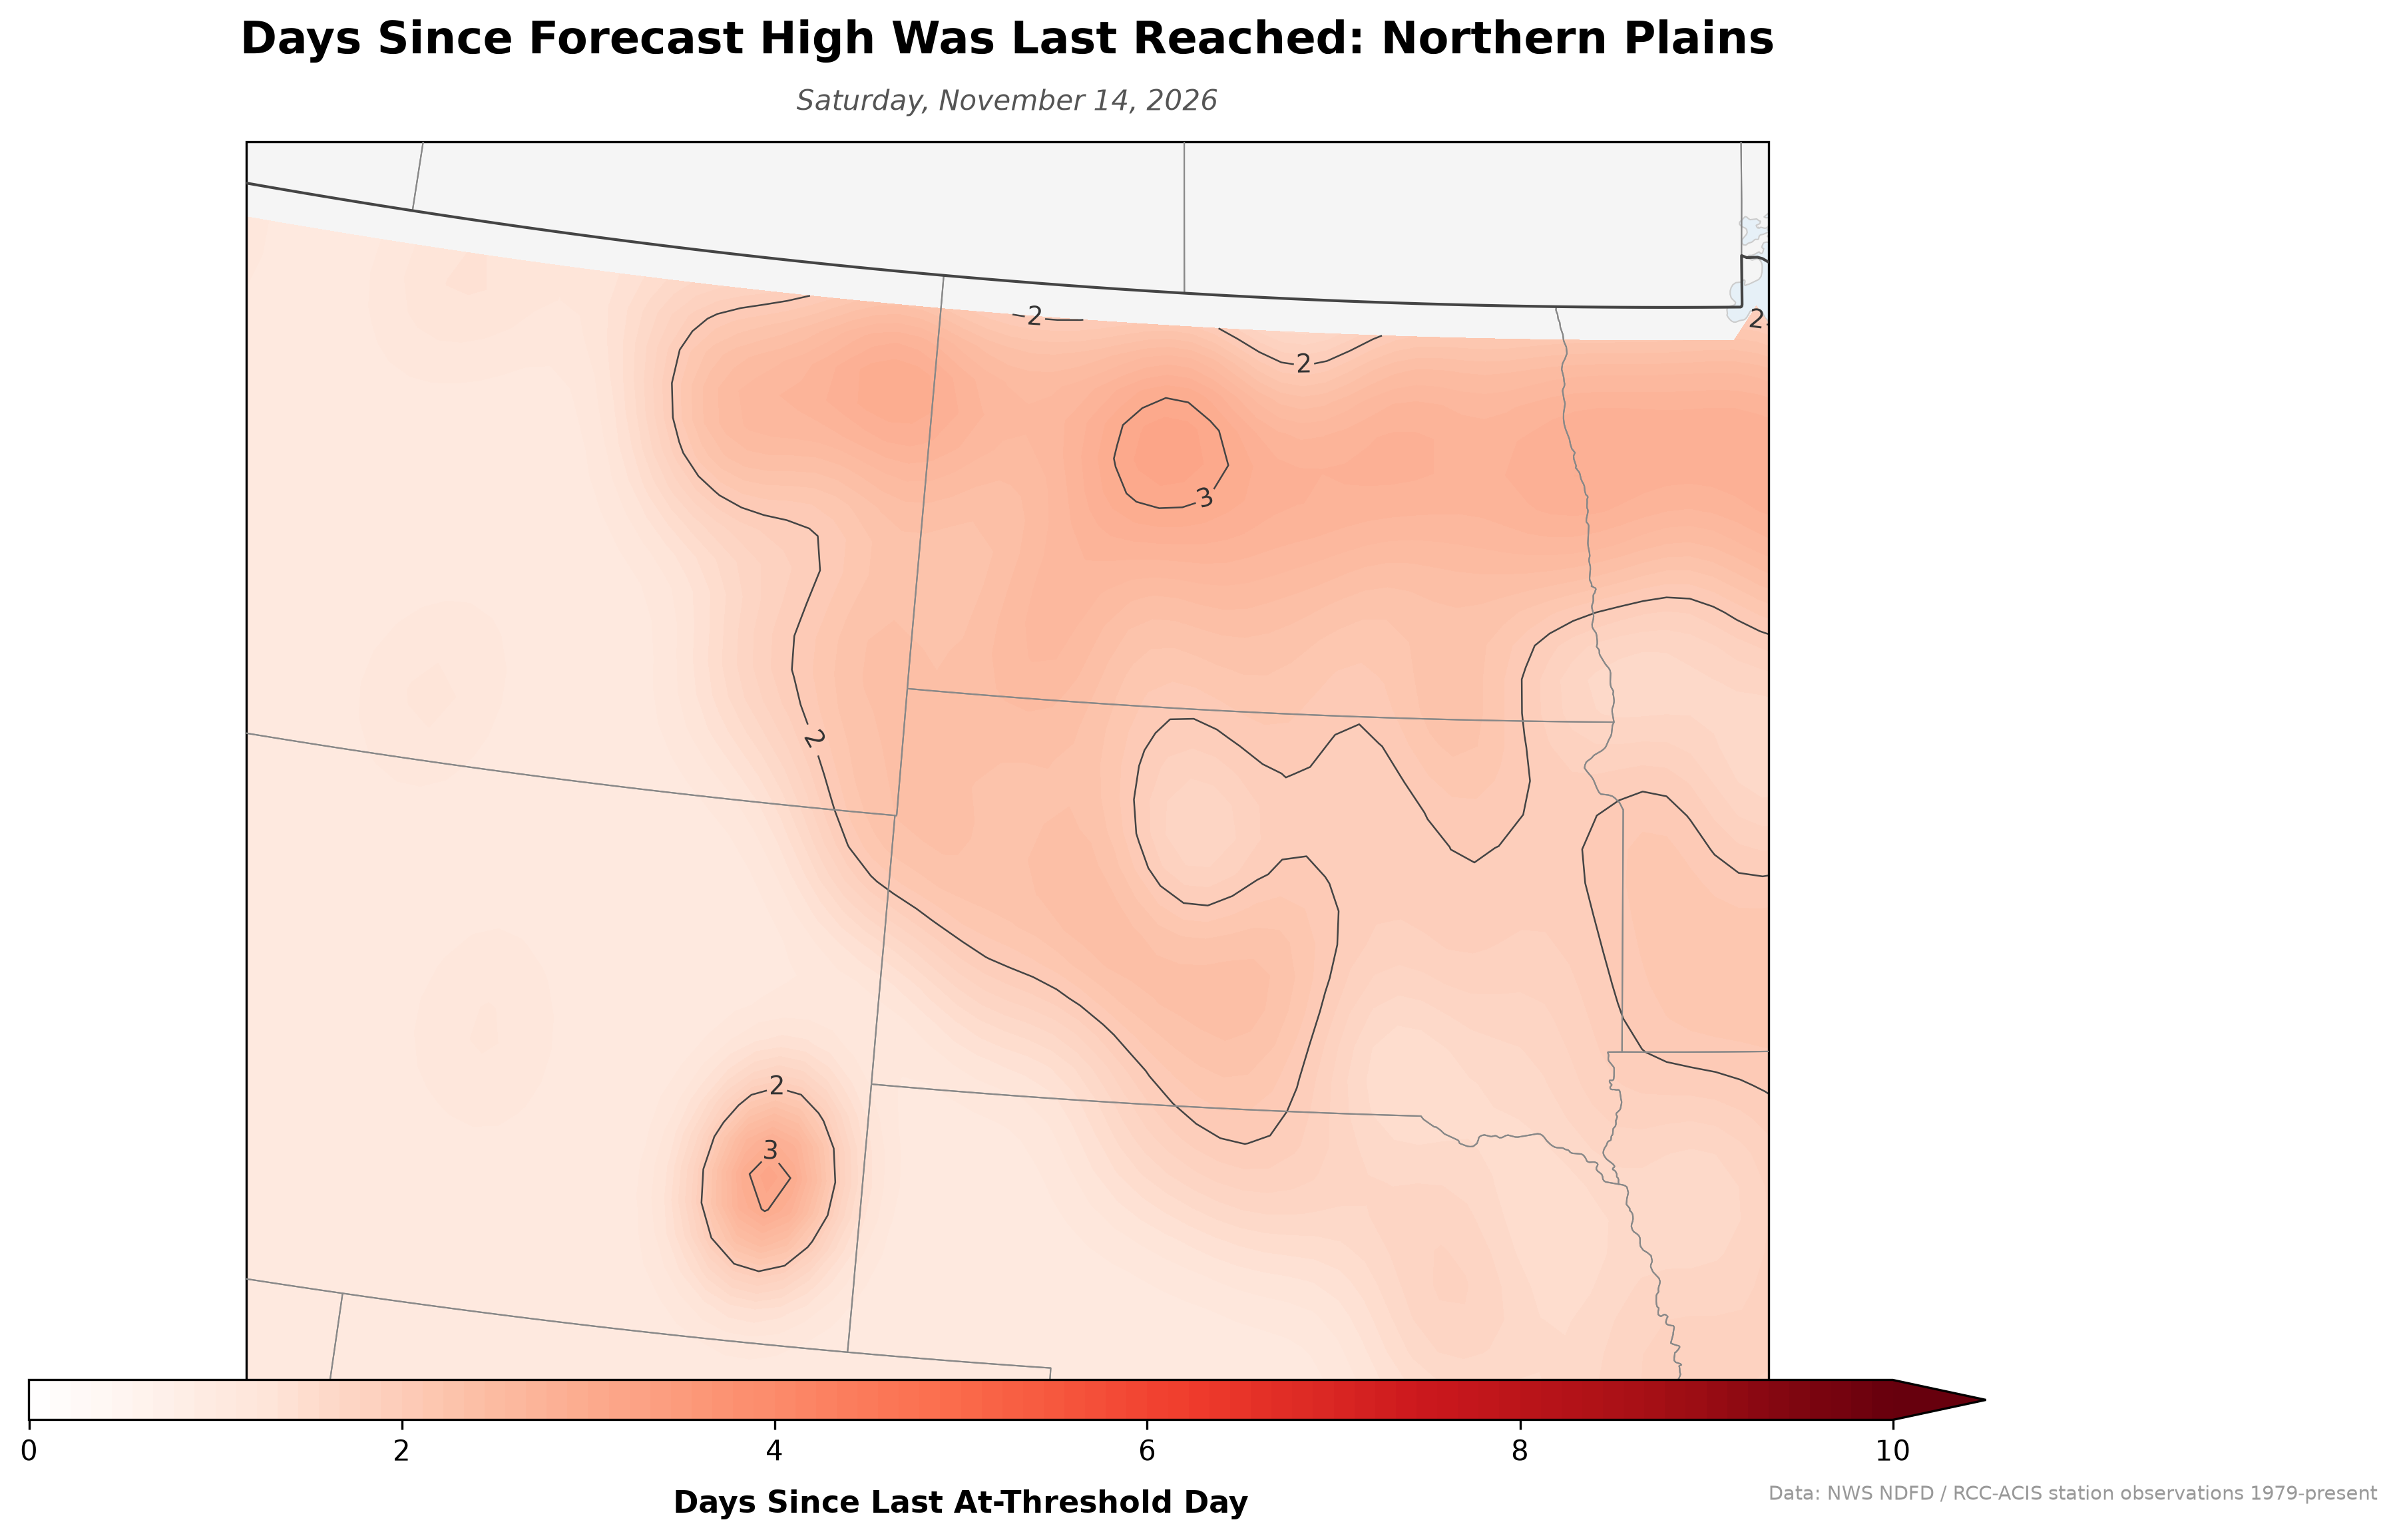 Days Since Forecast High Was Last Reached: Northern Plains
Saturday, November 14, 2026
2
2
2
3
2
2
3
0 2 4 6 8 10
Days Since Last At-Threshold Day
Data: NWS NDFD / RCC-ACIS station observations 1979-present